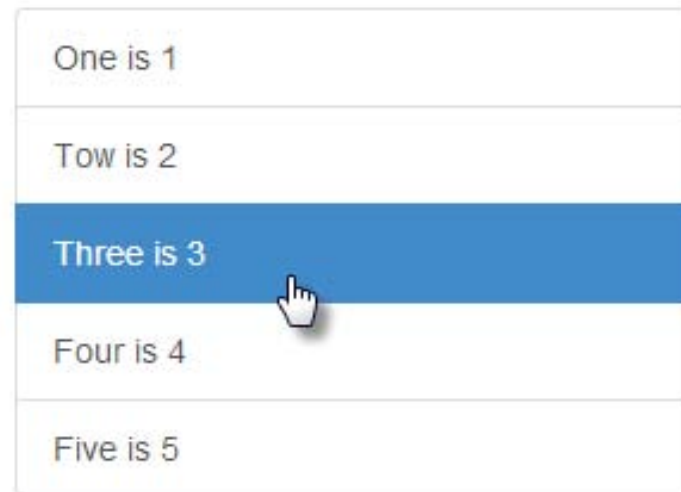 One is 1
Tow is 2
Three is 3
Four is 4
Five is 5